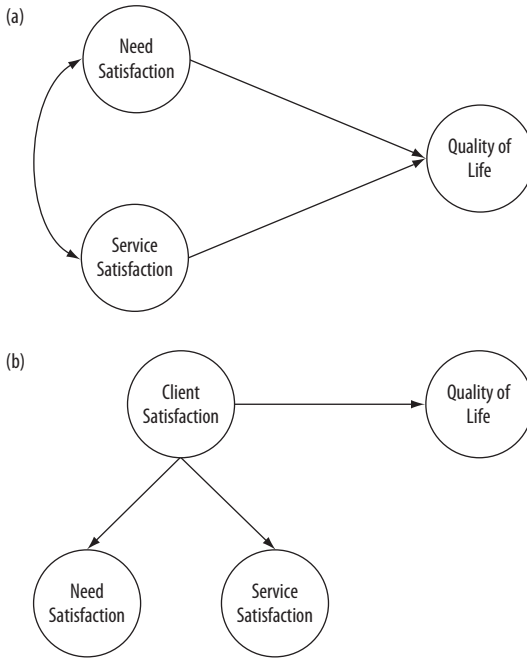 (a)
Need
Satisfaction
Quality of
Life
Service
Satisfaction
(b)
Client
Satisfaction
Quality of
Life
Need
Satisfaction
Service
Satisfaction